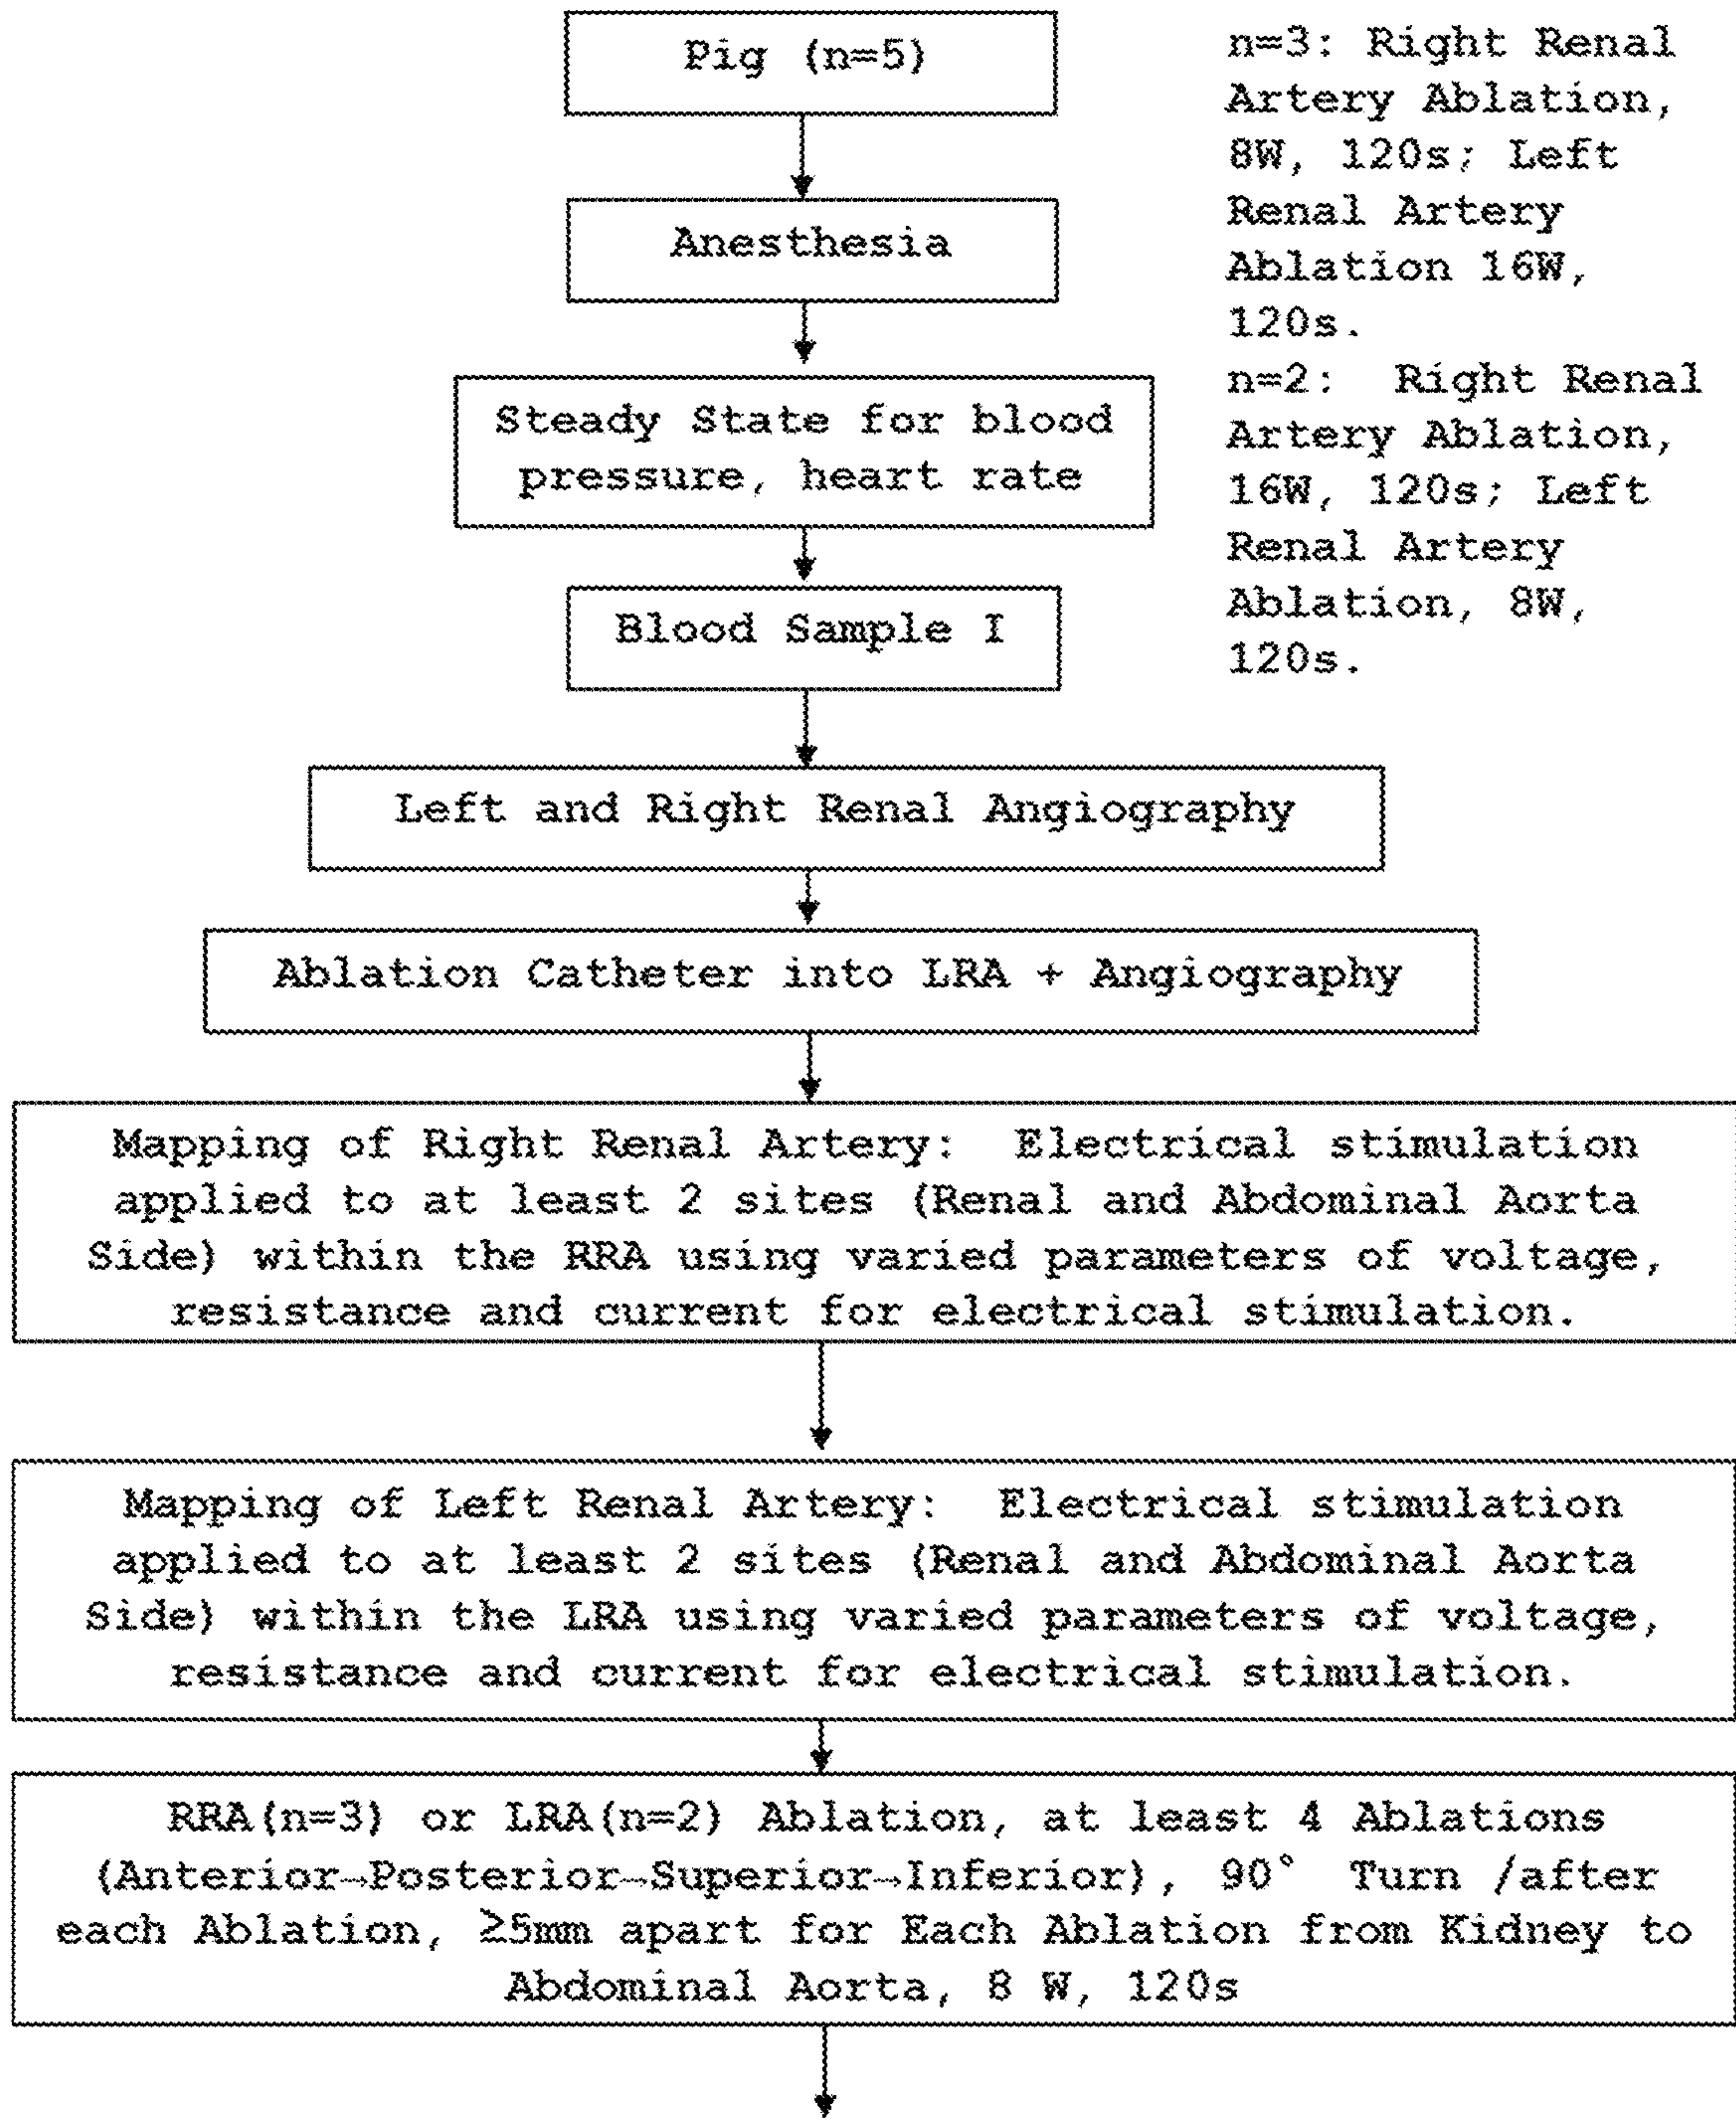 Pig (n=5)
n=3: Right Renal
Artery Ablation,
8W, 120s; Left
Renal Artery
Ablation 16W,
120s.
n=2:  Right Renal
Artery Ablation,
16W, 120s; Left
Renal Artery
Ablation, 8W,
120s.
Anesthesia
Steady State for blood
pressure, heart rate
Blood Sample I
Left and Right Renal Angiography
Ablation Catheter into LRA + Angiography
Mapping of Right Renal Artery:  Electrical stimulation
applied to at least 2 sites (Renal and Abdominal Aorta
Side) within the RRA using varied parameters of voltage,
resistance and current for electrical stimulation.
Mapping of Left Renal Artery:  Electrical stimulation
applied to at least 2 sites (Renal and Abdominal Aorta
Side) within the LRA using varied parameters of voltage,
resistance and current for electrical stimulation.
RRA(n=3) or LRA(n=2) Ablation, at least 4 Ablations
(Anterior→Posterior→Superior→Inferior), 90° Turn /after
each Ablation, ≥5mm apart for Each Ablation from Kidney to
Abdominal Aorta, 8 W, 120s